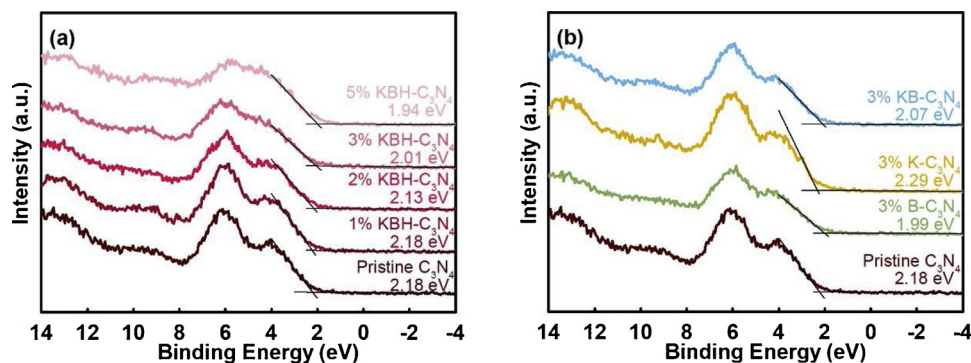 (a)
Intensity (a.u.)
5% KBH-C₃N₄
1.94 eV
3% KBH-C₃N₄
2.01 eV
2% KBH-C₃N₄
2.13 eV
1% KBH-C₃N₄
2.18 eV
Pristine C₃N₄
2.18 eV
14 12 10 8 6 4 2 0 -2 -4
Binding Energy (eV)
(b)
Intensity (a.u.)
3% KB-C₃N₄
2.07 eV
3% K-C₃N₄
2.29 eV
3% B-C₃N₄
1.99 eV
Pristine C₃N₄
2.18 eV
14 12 10 8 6 4 2 0 -2 -4
Binding Energy (eV)